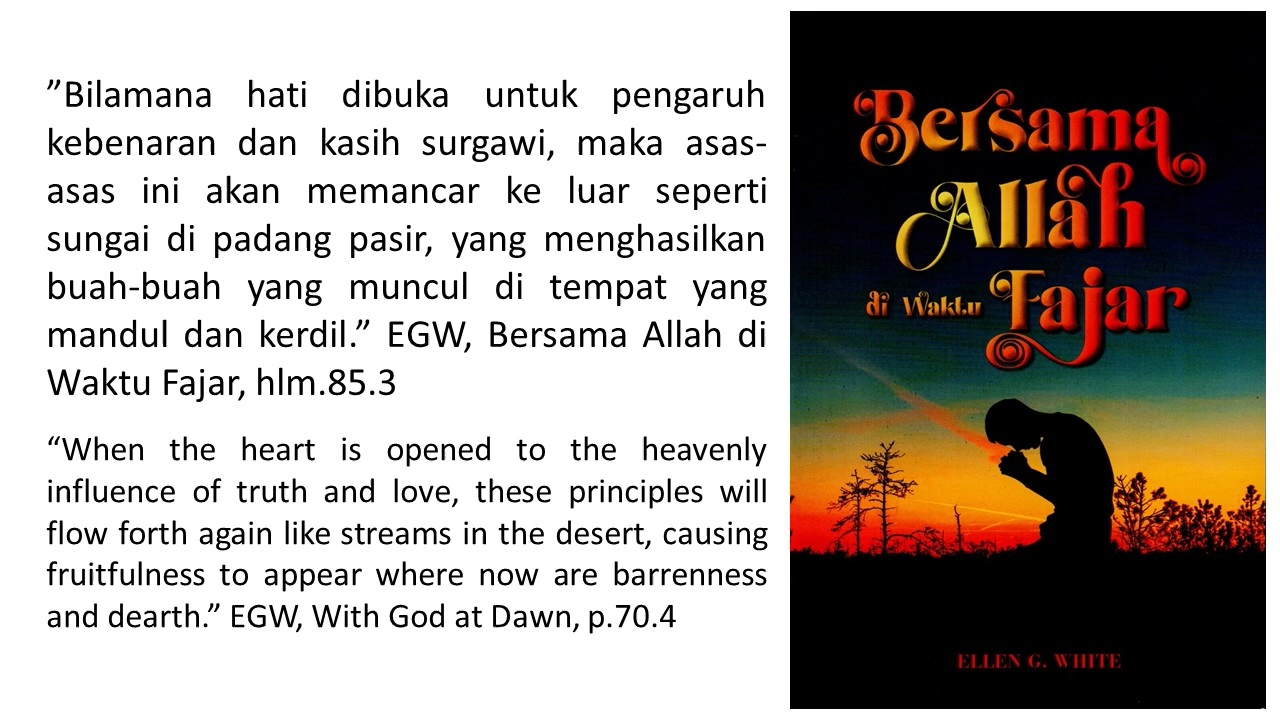 ”Bilamana hati dibuka untuk pengaruh
kebenaran dan kasih surgawi, maka asas-
asas ini akan memancar ke luar seperti
sungai di padang pasir, yang menghasilkan
buah-buah yang muncul di tempat yang
mandul dan kerdil.” EGW, Bersama Allah di
Waktu Fajar, hlm.85.3
“When the heart is opened to the heavenly
influence of truth and love, these principles will
flow forth again like streams in the desert, causing
fruitfulness to appear where now are barrenness
and dearth.” EGW, With God at Dawn, p.70.4
Bersama
Allah
di Waktu Fajar
ELLEN G. WHITE